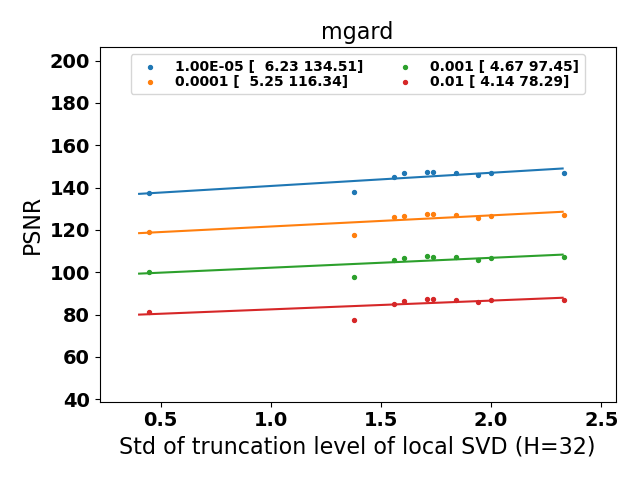 mgard
1.00E-05 [  6.23 134.51]
0.0001 [  5.25 116.34]
0.001 [ 4.67 97.45]
0.01 [ 4.14 78.29]
200
180
160
140
120
100
80
60
40
PSNR
0.5 1.0 1.5 2.0 2.5
Std of truncation level of local SVD (H=32)